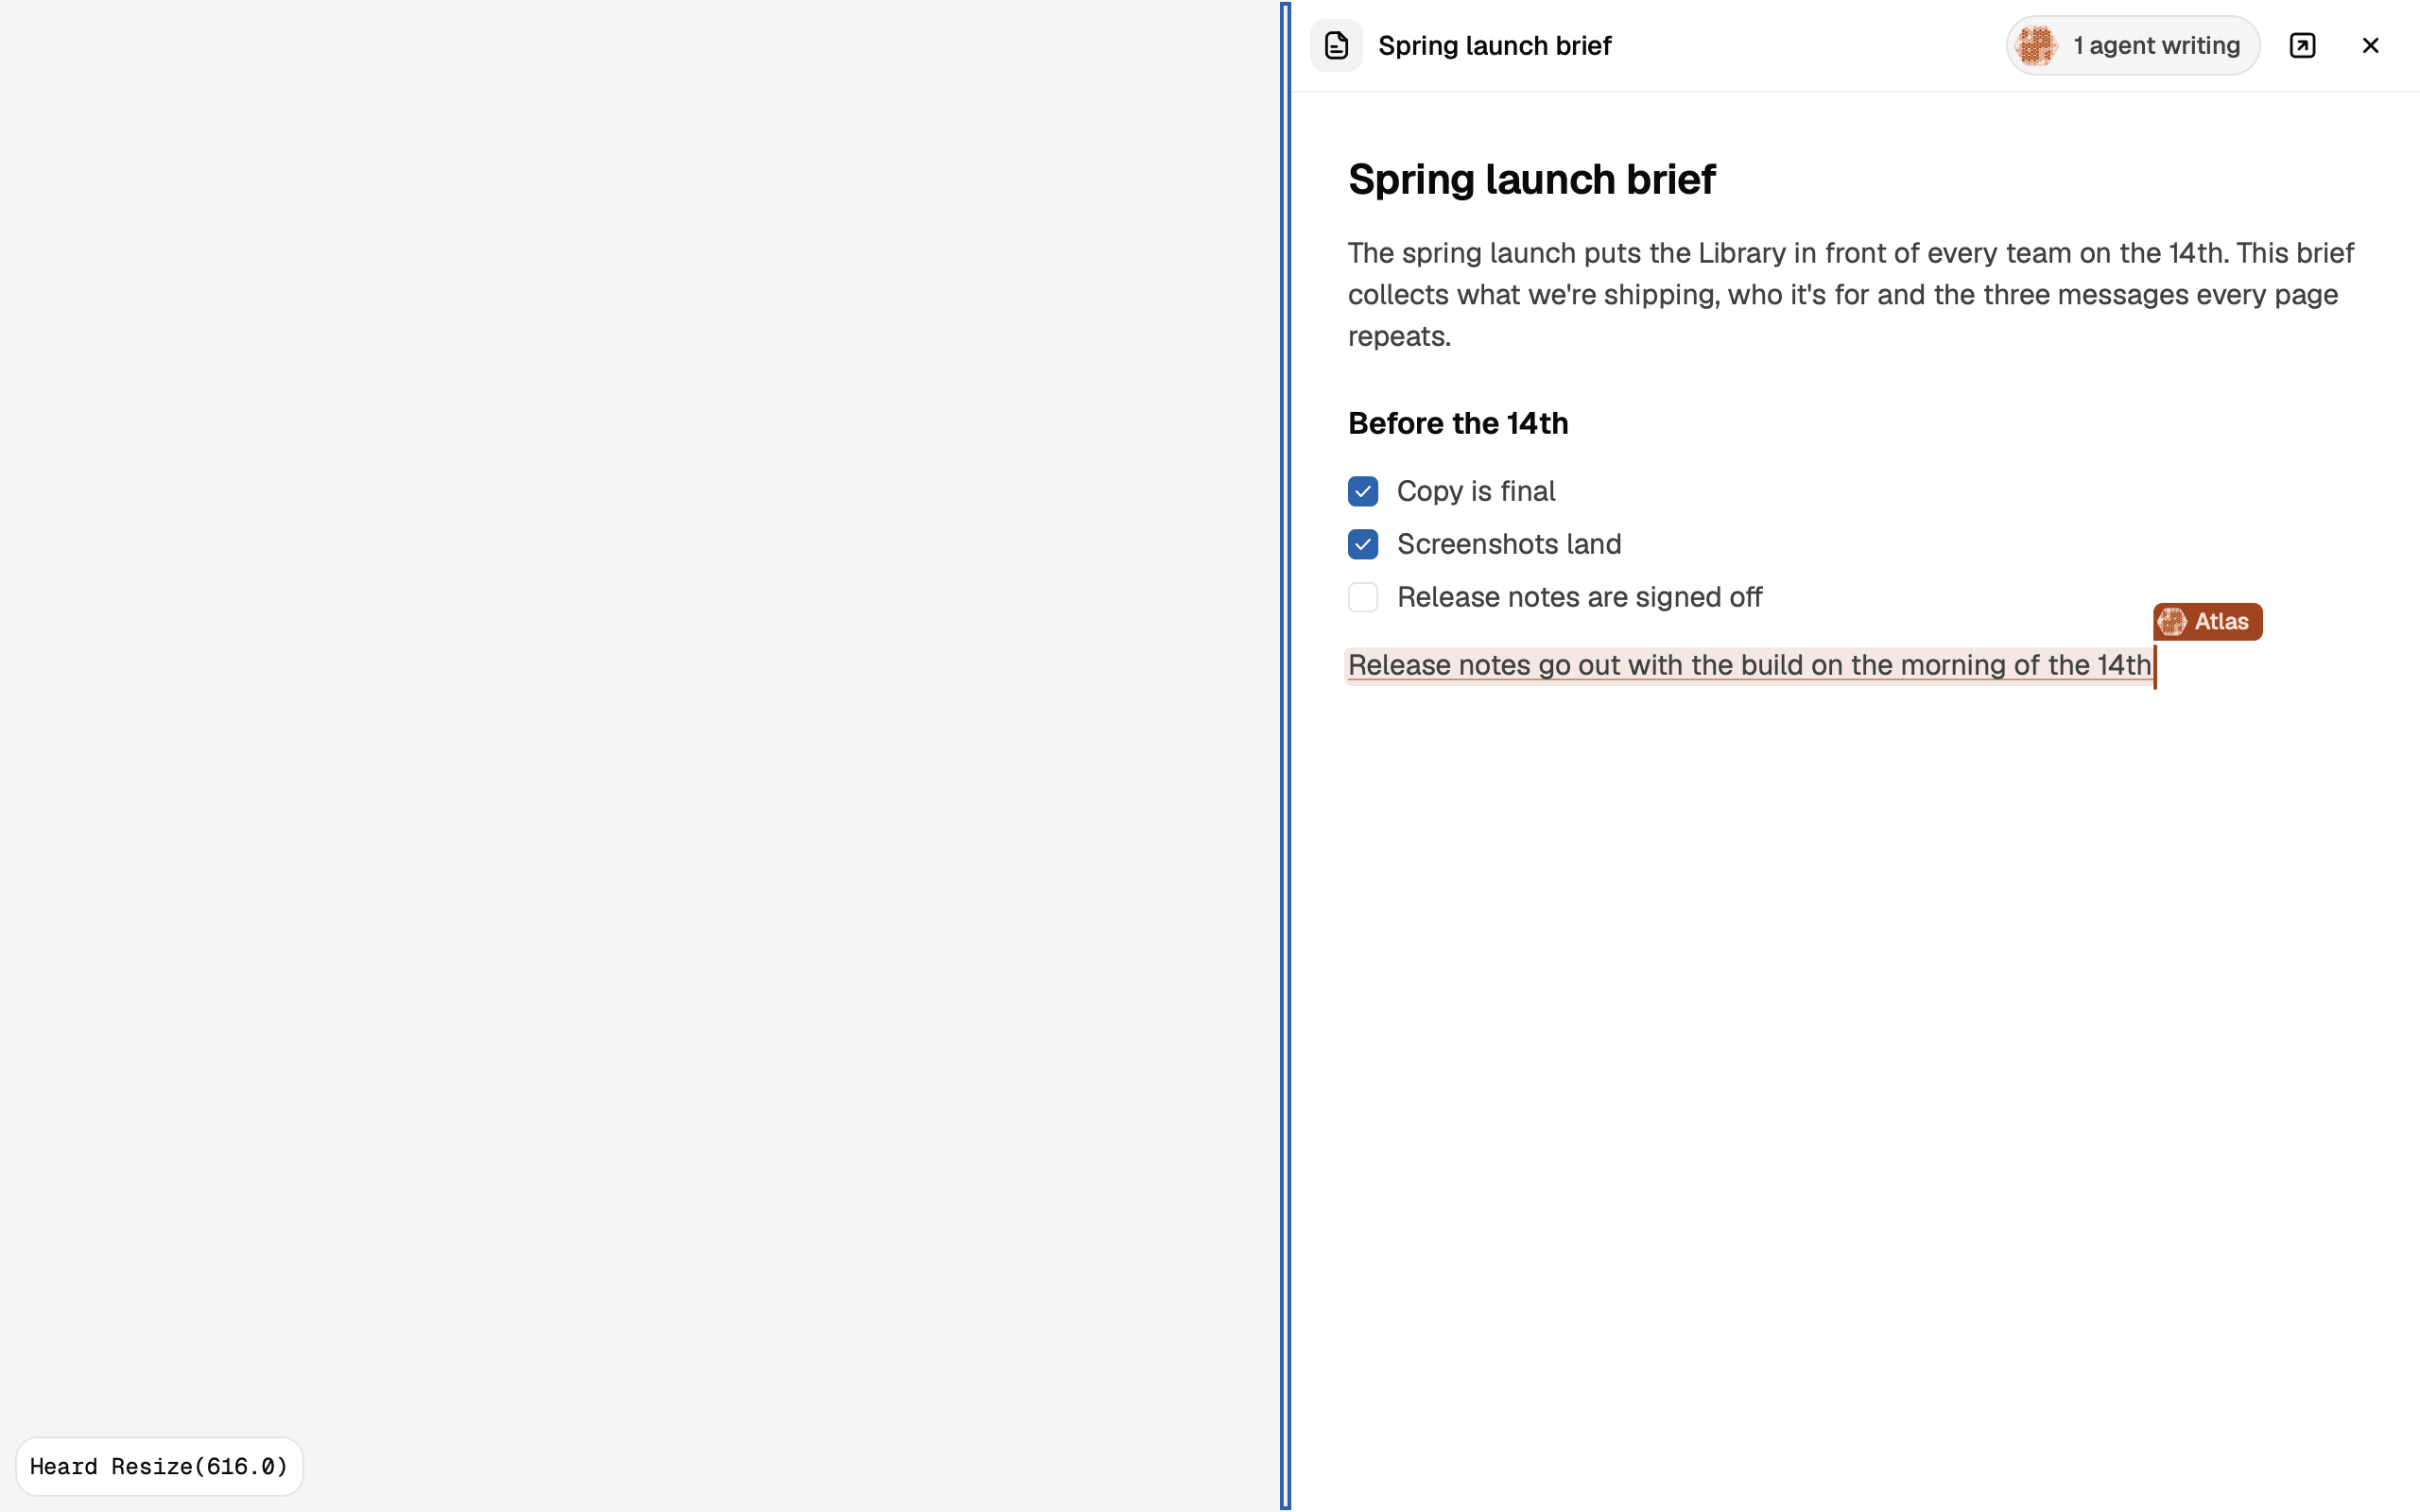 Spring launch brief
1 agent writing
Spring launch brief
The spring launch puts the Library in front of every team on the 14th. This brief
collects what we're shipping, who it's for and the three messages every page
repeats.
Before the 14th
Copy is final
Screenshots land
Release notes are signed off
Atlas
Release notes go out with the build on the morning of the 14th
Heard Resize(616.0)